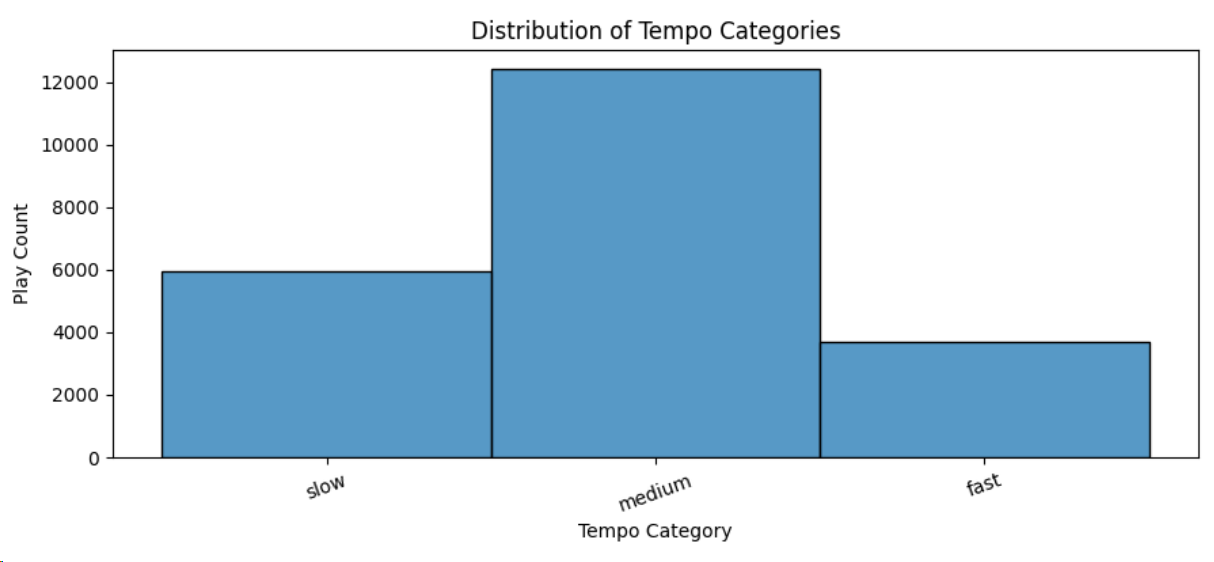 Distribution of Tempo Categories
12000
10000
8000
6000
4000
2000
0
Play Count
slow
medium
fast
Tempo Category